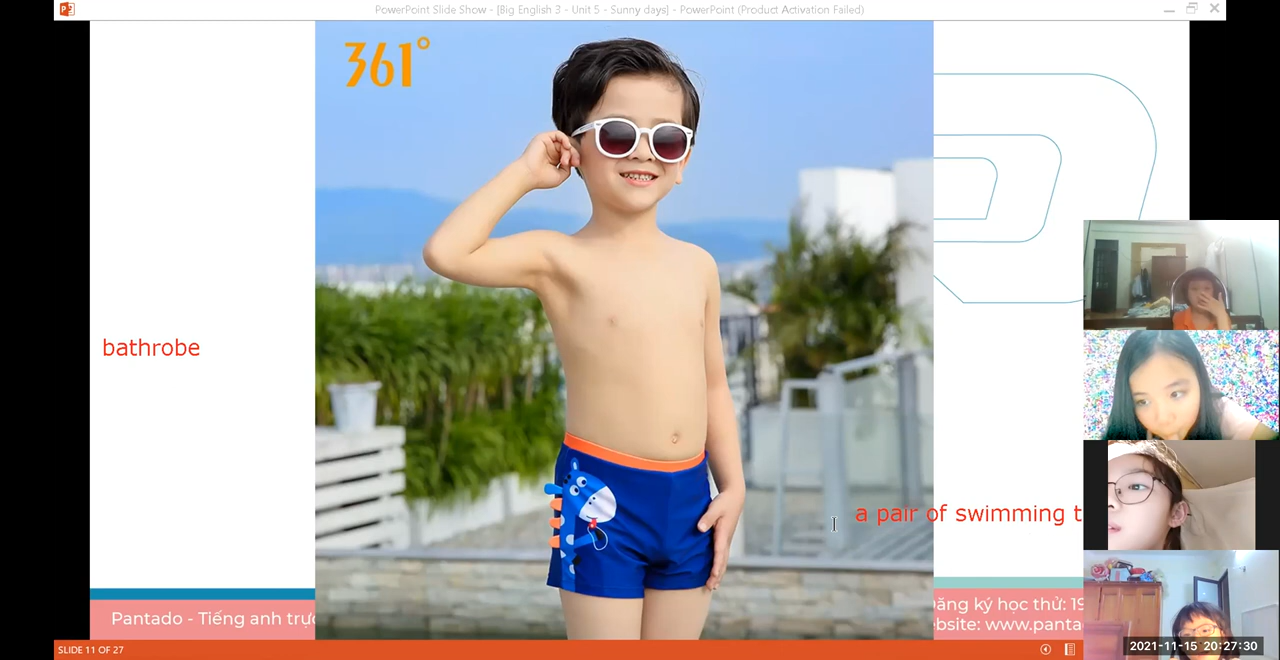 PowerPoint Slide Show - [Big English 3 - Unit 5 - Sunny days] - PowerPoint (Product Activation Failed)
361°
bathrobe
a pair of swimming t
Pantado - Tiếng anh trực
Đăng ký học thử: 19
ebsite: www.panta
SLIDE 11 OF 27
2021-11-15 20:27:30